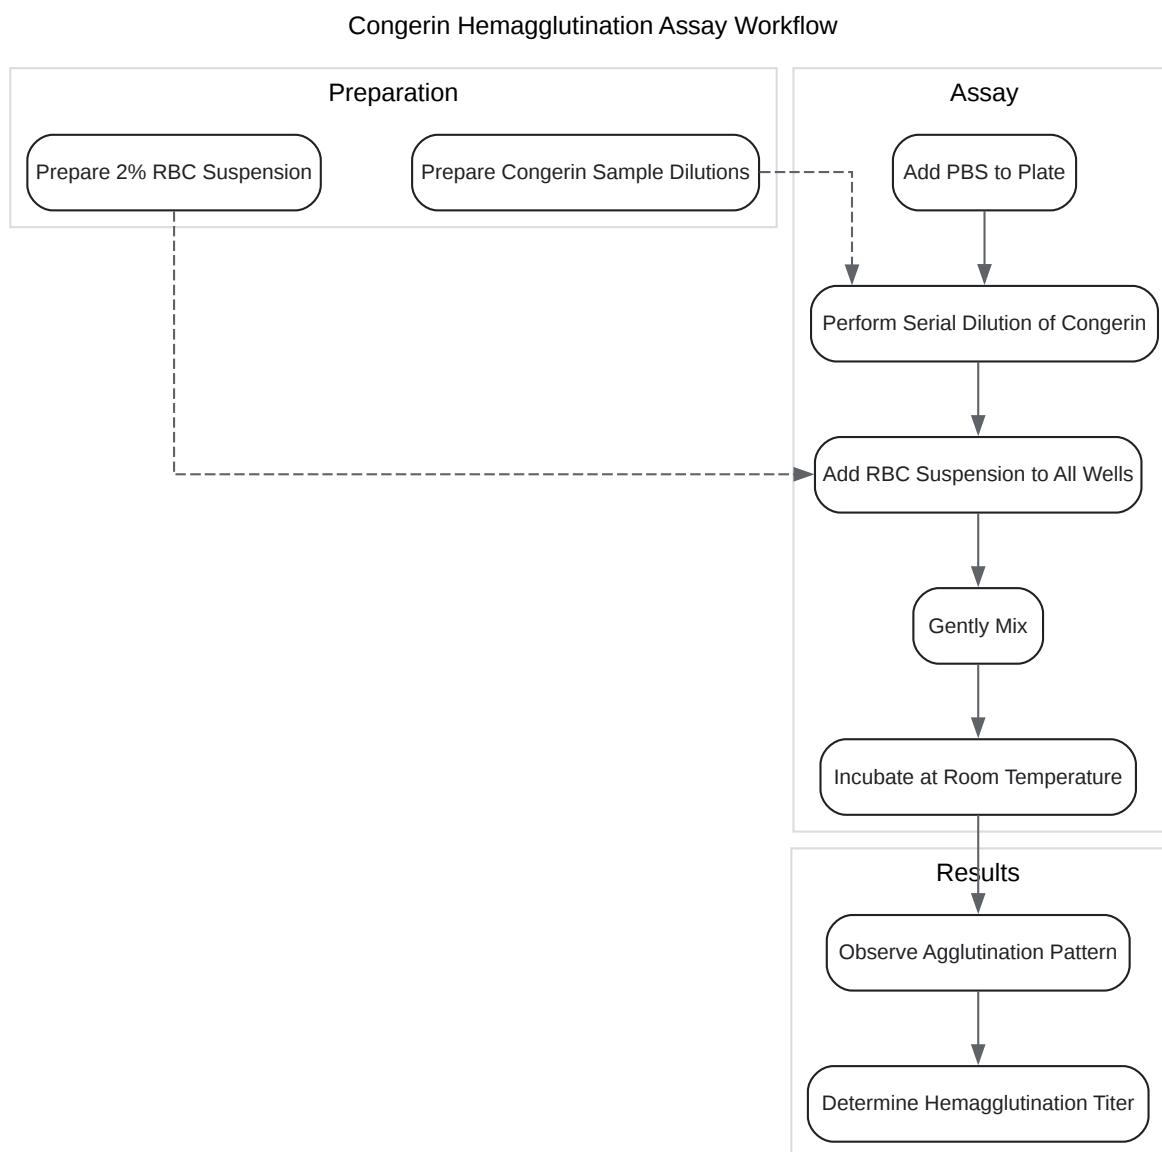 Congerin Hemagglutination Assay Workflow
Preparation
Prepare 2% RBC Suspension
Prepare Congerin Sample Dilutions
Assay
Add PBS to Plate
Perform Serial Dilution of Congerin
Add RBC Suspension to All Wells
Gently Mix
Incubate at Room Temperature
Results
Observe Agglutination Pattern
Determine Hemagglutination Titer